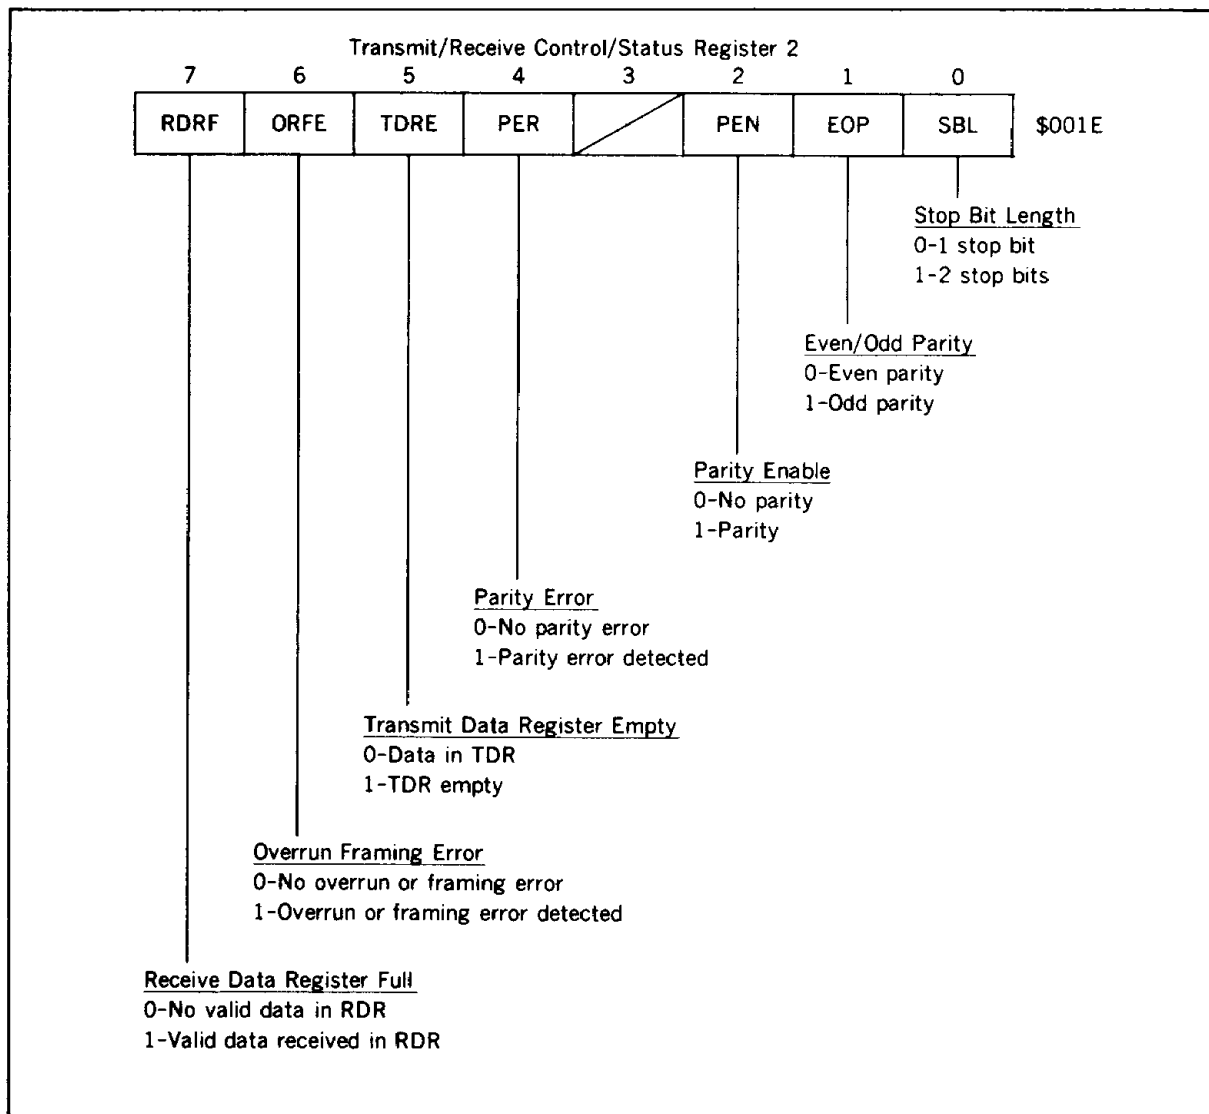 Transmit/Receive Control/Status Register 2
7 6 5 4 3 2 1 0
RDRF ORFE TDRE PER PEN EOP SBL $001E
Stop Bit Length
0-1 stop bit
1-2 stop bits
Even/Odd Parity
0-Even parity
1-Odd parity
Parity Enable
0-No parity
1-Parity
Parity Error
0-No parity error
1-Parity error detected
Transmit Data Register Empty
0-Data in TDR
1-TDR empty
Overrun Framing Error
0-No overrun or framing error
1-Overrun or framing error detected
Receive Data Register Full
0-No valid data in RDR
1-Valid data received in RDR